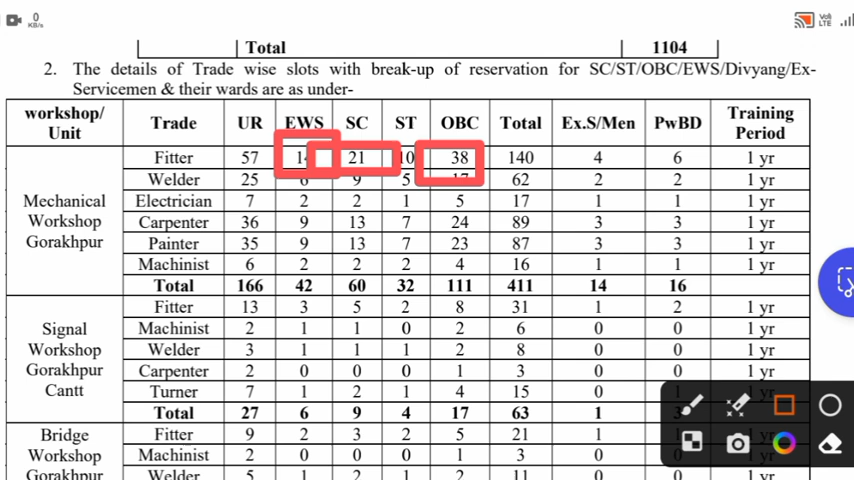 0
KB/s
Vo)
LTE
Total 1104
2. The details of Trade wise slots with break-up of reservation for SC/ST/OBC/EWS/Divyang/Ex-
Servicemen & their wards are as under-
workshop/ Unit Trade UR EWS SC ST OBC Total Ex.S/Men PwBD Training Period
Mechanical Workshop Gorakhpur
Fitter 57 14 21 10 38 140 4 6 1 yr
Welder 25 6 9 5 17 62 2 2 1 yr
Electrician 7 2 2 1 5 17 1 1 1 yr
Carpenter 36 9 13 7 24 89 3 3 1 yr
Painter 35 9 13 7 23 87 3 3 1 yr
Machinist 6 2 2 2 4 16 1 1 1 yr
Total 166 42 60 32 111 411 14 16
Signal Workshop Gorakhpur Cantt
Fitter 13 3 5 2 8 31 1 2 1 yr
Machinist 2 1 1 0 2 6 0 0 1 yr
Welder 3 1 1 1 2 8 0 0 1 yr
Carpenter 2 0 0 0 1 3 0 0 1 yr
Turner 7 1 2 1 4 15 0 1 1 yr
Total 27 6 9 4 17 63 1 3
Bridge Workshop Gorakhpur
Fitter 9 2 3 2 5 21 1
Machinist 2 0 0 0 1 3 0
Welder 5 1 2 1 2 11 0